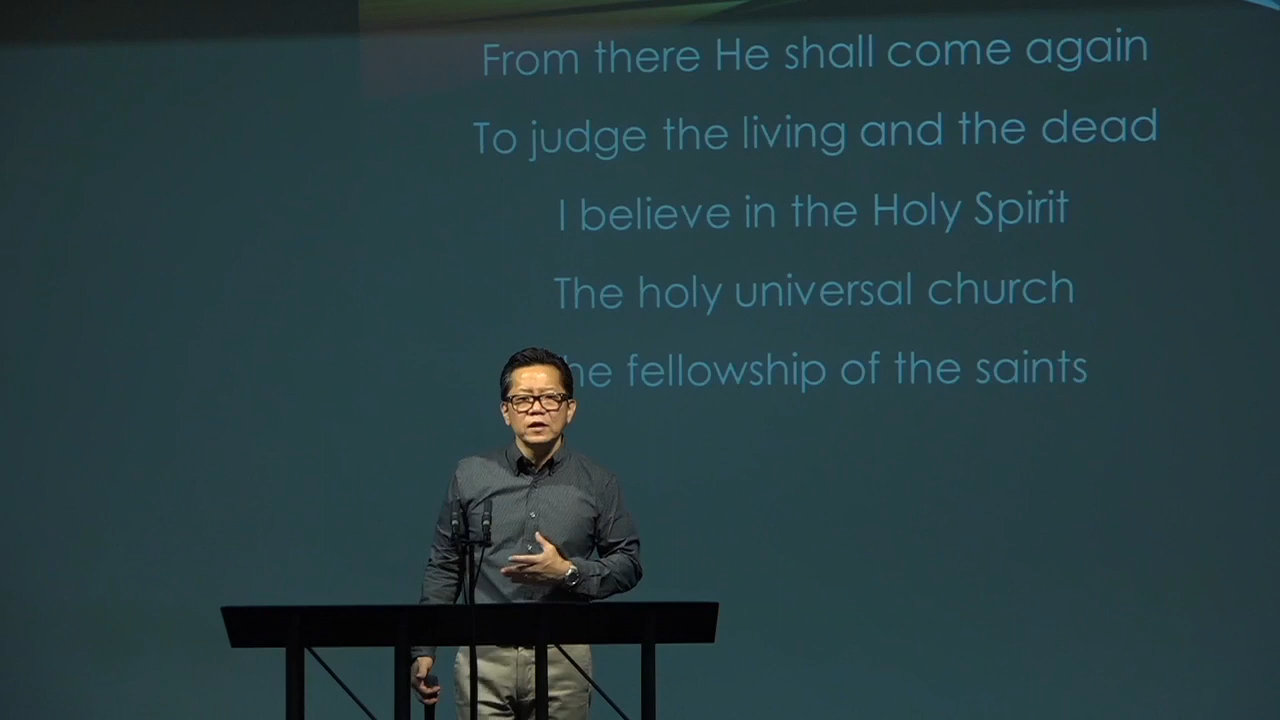 From there He shall come again
To judge the living and the dead
I believe in the Holy Spirit
The holy universal church
he fellowship of the saints